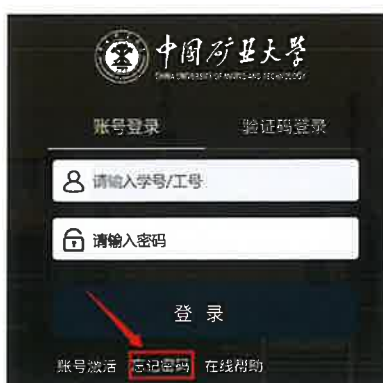 中国矿业大学
CHINA UNIVERSITY OF MINING AND TECHNOLOGY
账号登录 验证码登录
请输入学号/工号
请输入密码
登 录
账号激活 忘记密码 在线帮助